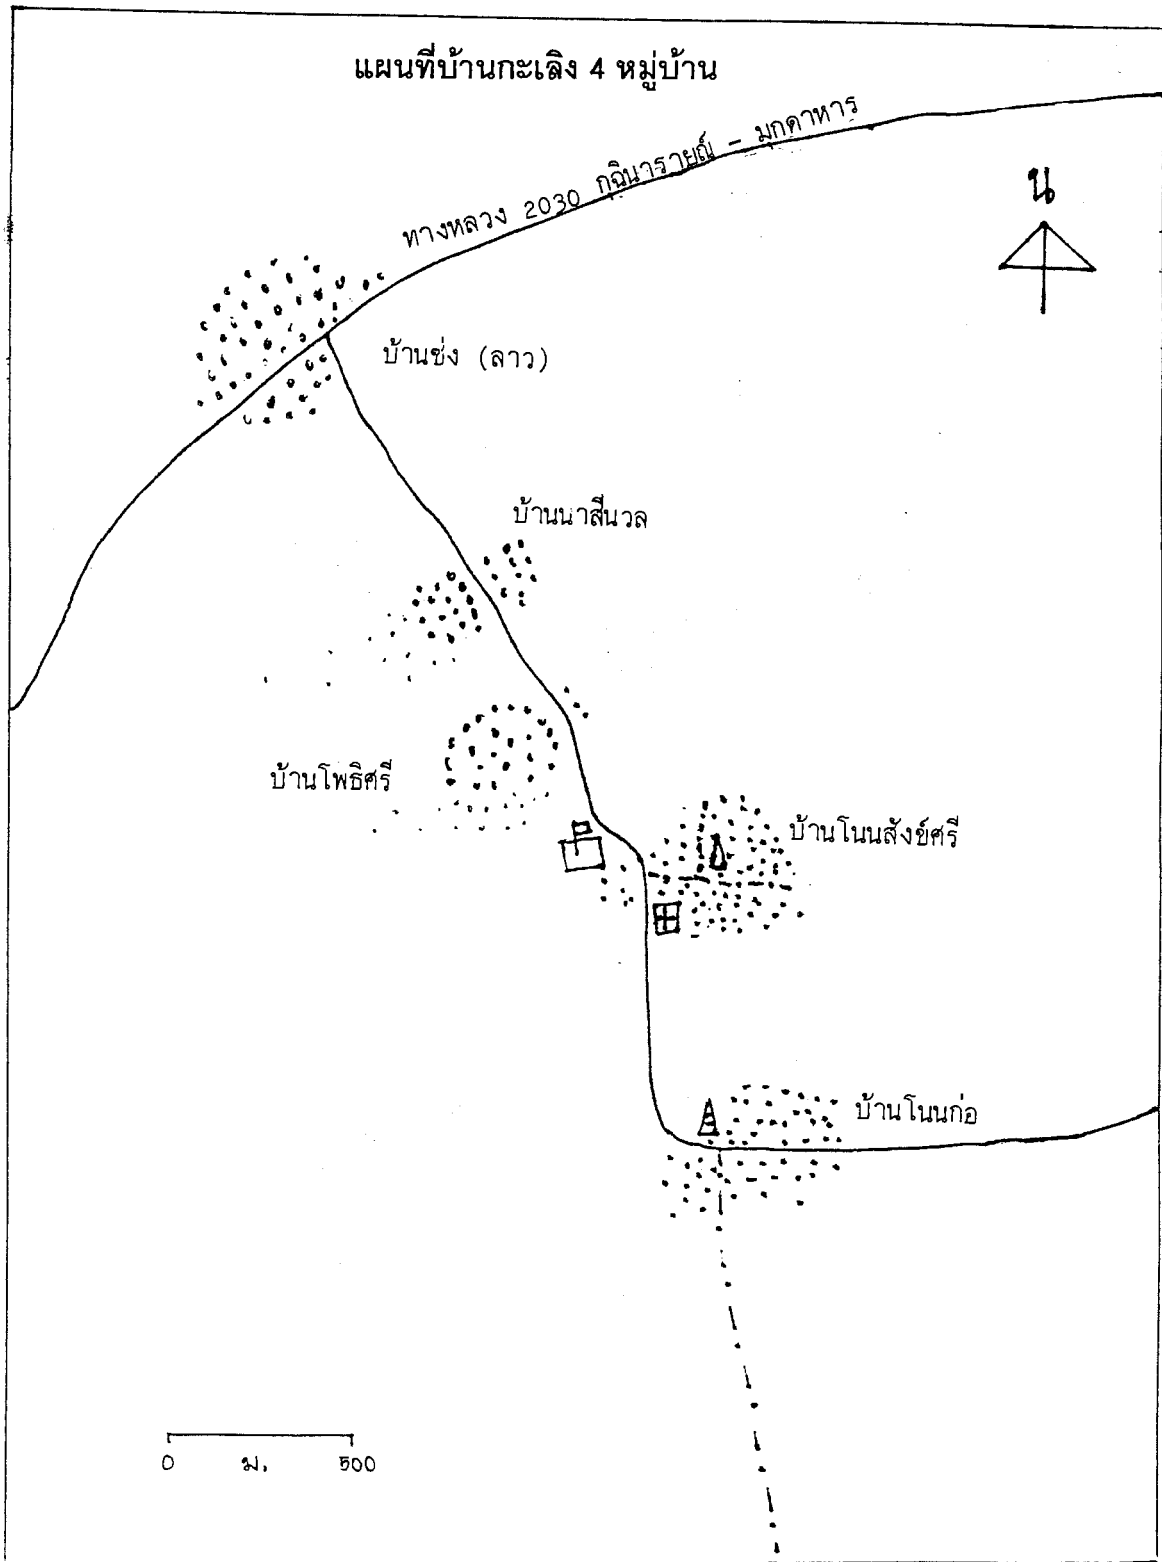 แผนที่บ้านกะเลิง 4 หมู่บ้าน
ทางหลวง 2030 กุฉินารายณ์ - มุกดาหาร
น
บ้านซ่ง (ลาว)
บ้านนาสีนวล
บ้านโพธิศรี
บ้านโนนสังข์ศรี
บ้านโนนก่อ
0 ม. 500